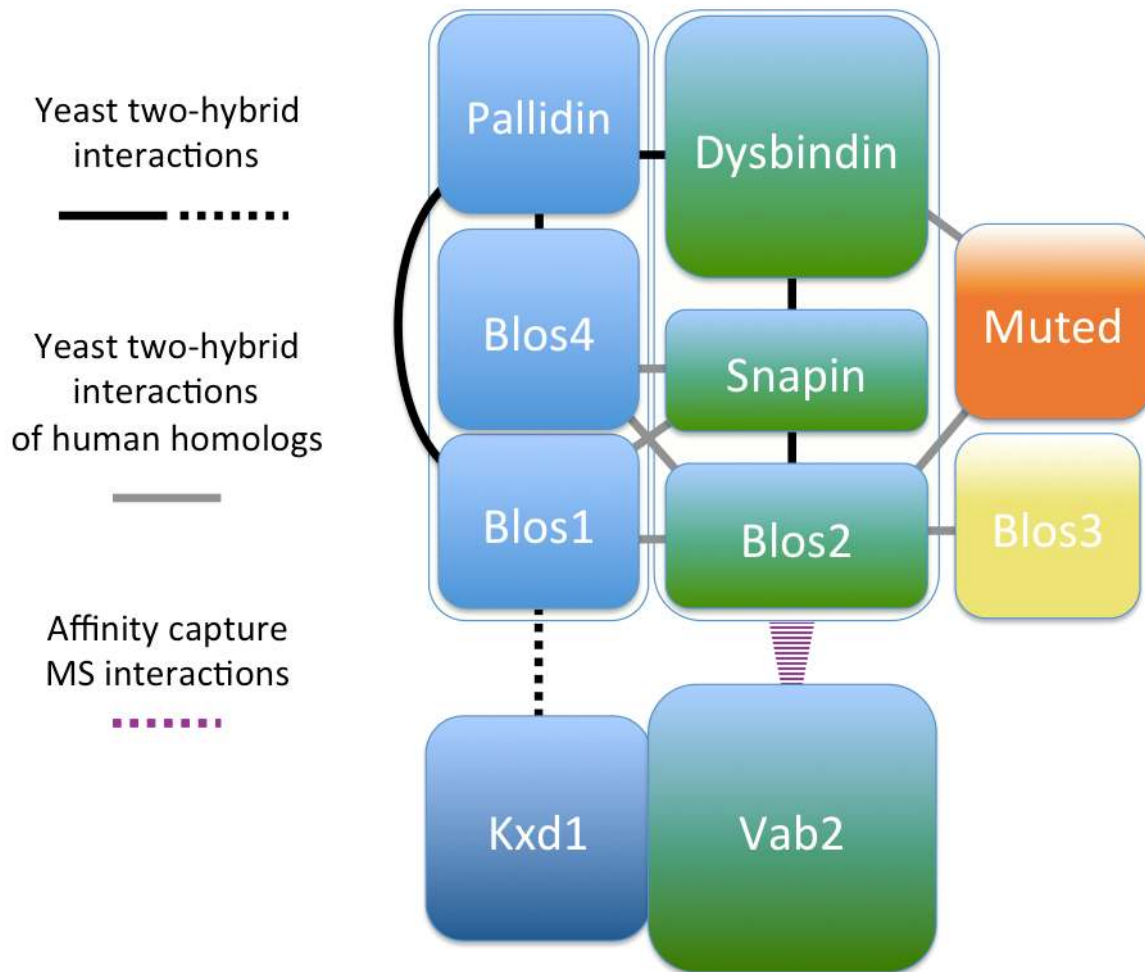 Yeast two-hybrid
interactions
Yeast two-hybrid
interactions
of human homologs
Affinity capture
MS interactions
Pallidin
Dysbindin
Blos4
Snapin
Muted
Blos1
Blos2
Blos3
Kxd1
Vab2